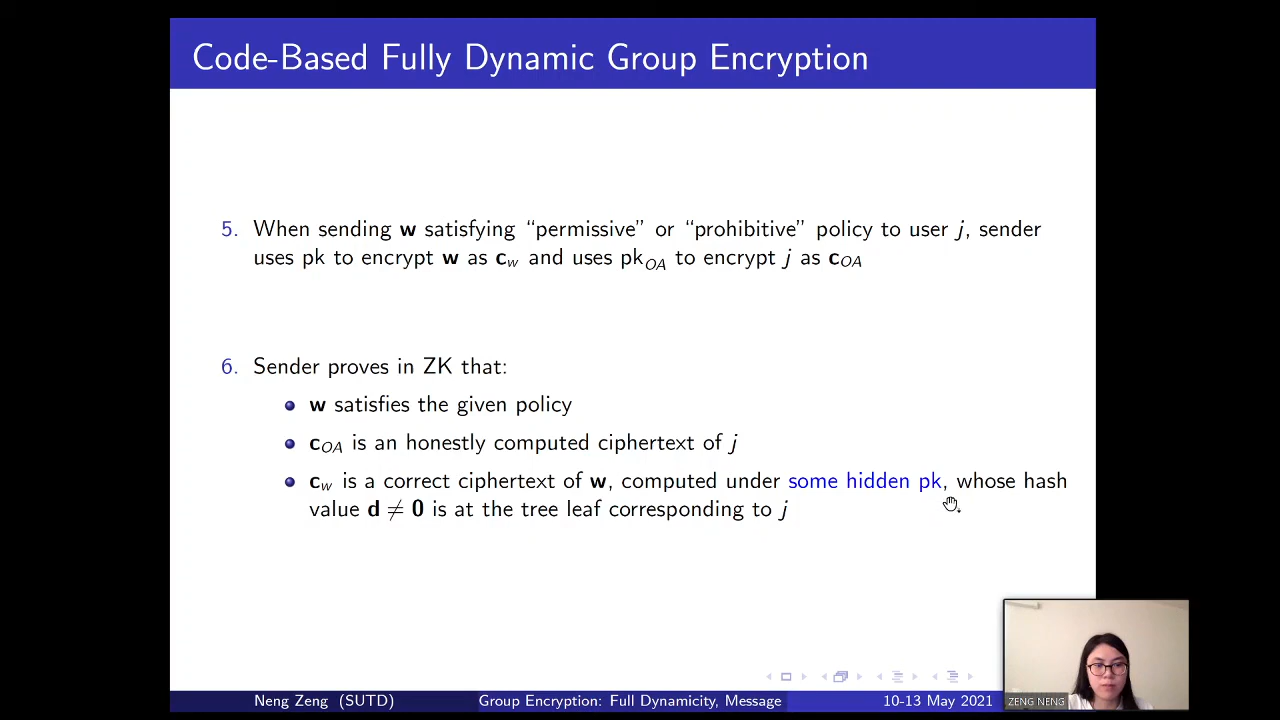 Code-Based Fully Dynamic Group Encryption
5. When sending w satisfying “permissive” or “prohibitive” policy to user j, sender
uses pk to encrypt w as c_w and uses pk_OA to encrypt j as c_OA
6. Sender proves in ZK that:
w satisfies the given policy
c_OA is an honestly computed ciphertext of j
c_w is a correct ciphertext of w, computed under some hidden pk, whose hash
value d ≠ 0 is at the tree leaf corresponding to j
Neng Zeng (SUTD) Group Encryption: Full Dynamicity, Message 10-13 May 2021
ZENG NENG